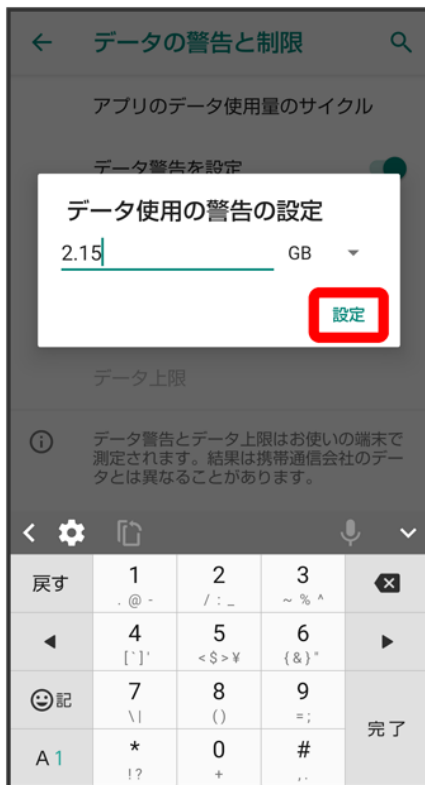 データの警告と制限
アプリのデータ使用量のサイクル
データ警告を設定
データ使用の警告の設定
2.15 GB
設定
データ上限
データ警告とデータ上限はお使いの端末で
測定されます。結果は携帯通信会社のデー
タとは異なることがあります。
戻す 1 2 3
. @ - / : _ ~ % ^
4 5 6
[ ` ] ' < $ > ¥ { & } "
記 7 8 9
\ | ( ) = ;
完了
A1 * 0 #
! ? + , .